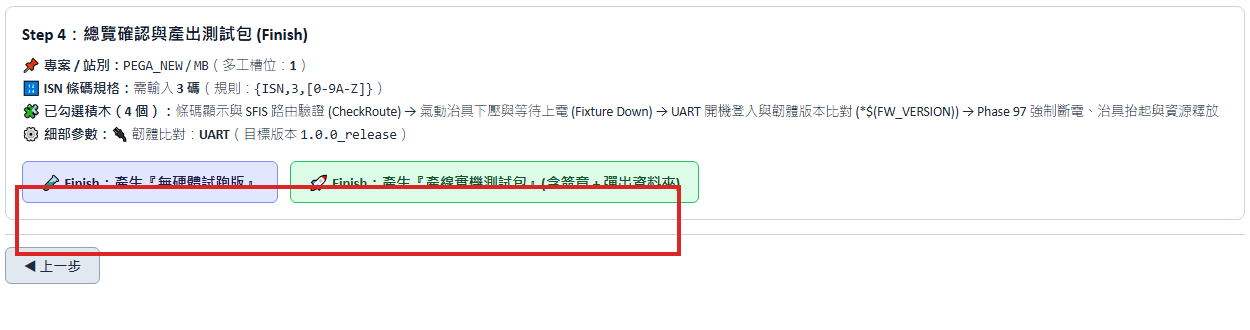 Step 4：總覽確認與產出測試包 (Finish)
📌 專案 / 站別：PEGA_NEW / MB（多工槽位：1）
🔢 ISN 條碼規格：需輸入 3 碼（規則：{ISN,3,[0-9A-Z]}）
🧩 已勾選積木（4 個）：條碼顯示與 SFIS 路由驗證 (CheckRoute) → 氣動治具下壓與等待上電 (Fixture Down) → UART 開機登入與韌體版本比對 (*$(FW_VERSION)) → Phase 97 強制斷電、治具抬起與資源釋放
⚙️ 細部參數：🔌 韌體比對：UART（目標版本 1.0.0_release）
🧪 Finish：產生『無硬體試跑版』
🚀 Finish：產生『產線實機測試包』(含簽章 + 彈出資料夾)
◀ 上一步